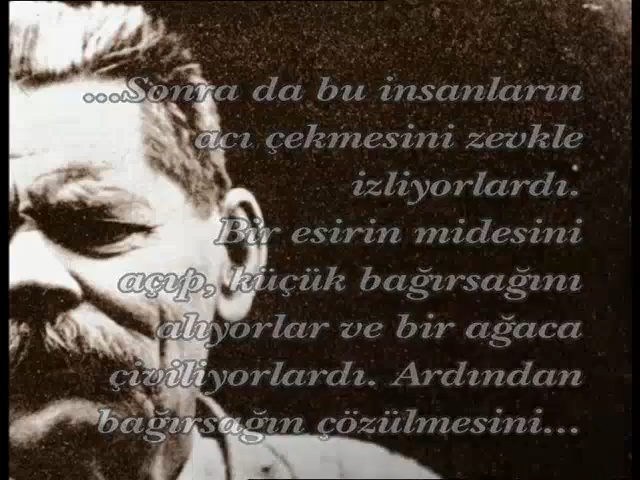 ...Sonra da bu insanların
acı çekmesini zevkle
izliyorlardı.
Bir esirin midesini
açıp, küçük bağırsağını
alıyorlar ve bir ağaca
çiviliyorlardı. Ardından
bağırsağın çözülmesini...